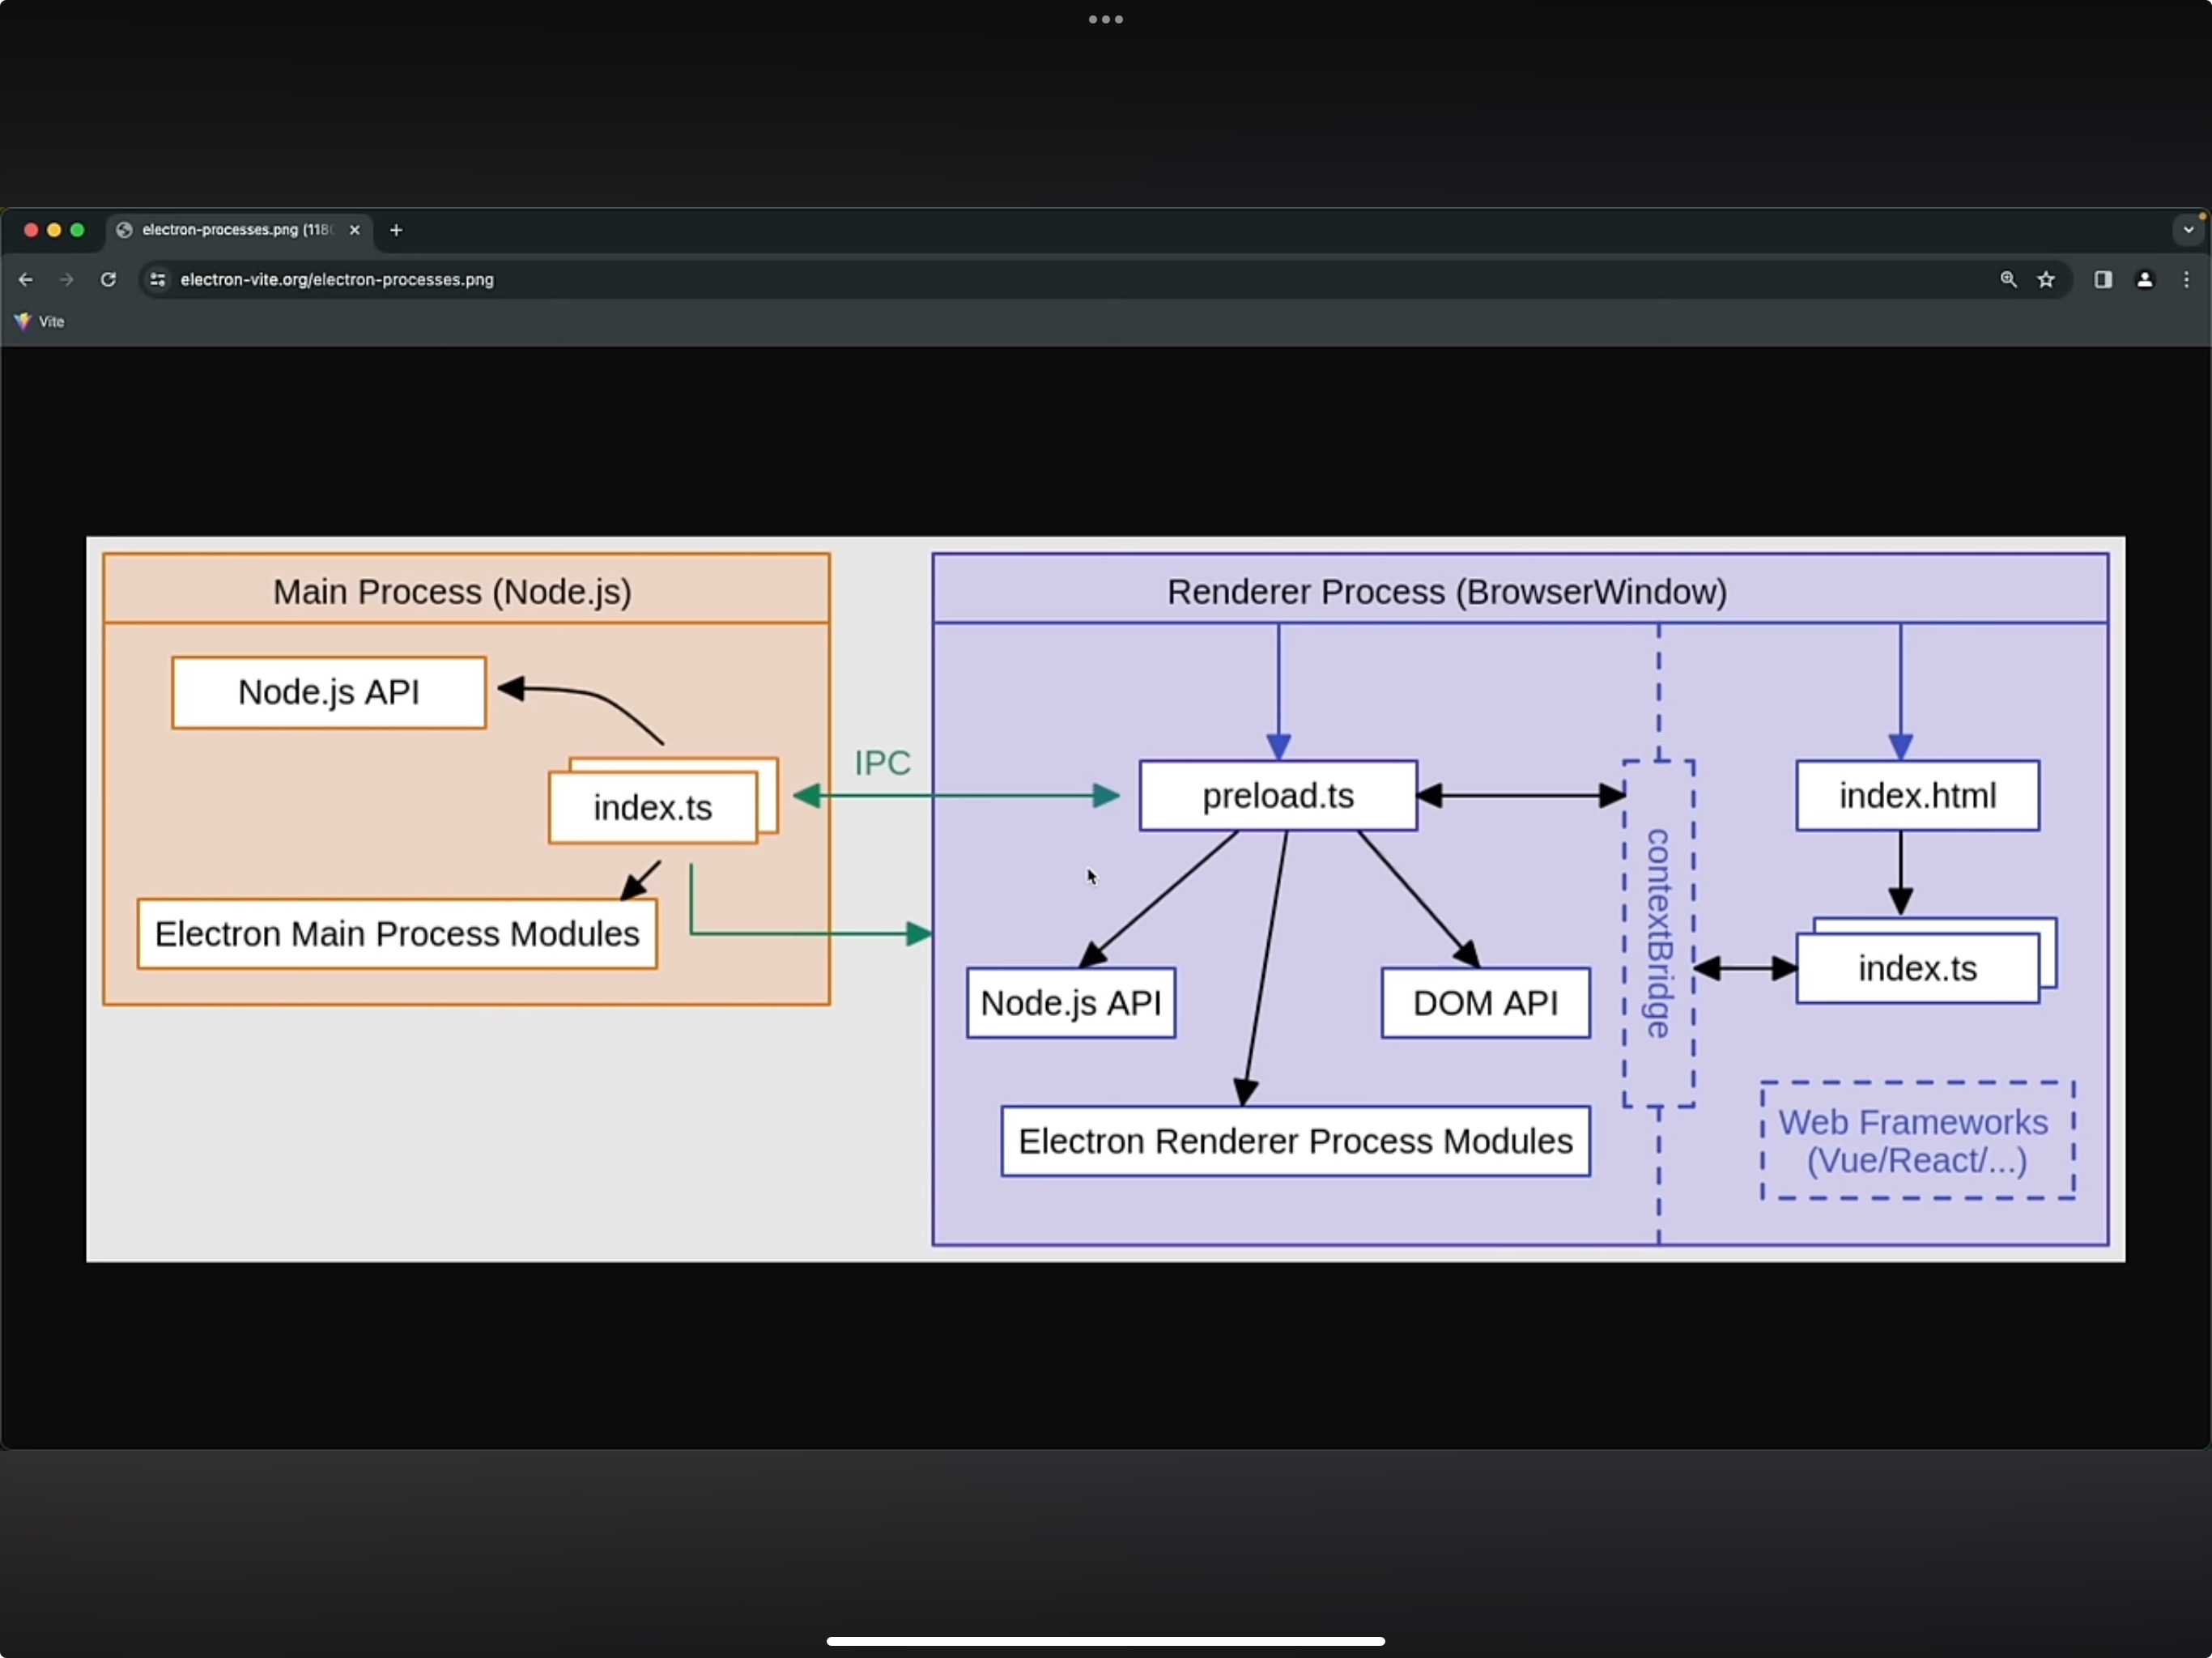 electron-processes.png (118
electron-vite.org/electron-processes.png
Vite
Main Process (Node.js)
Node.js API
index.ts
Electron Main Process Modules
IPC
Renderer Process (BrowserWindow)
preload.ts
Node.js API
DOM API
Electron Renderer Process Modules
contextBridge
index.html
index.ts
Web Frameworks
(Vue/React/...)